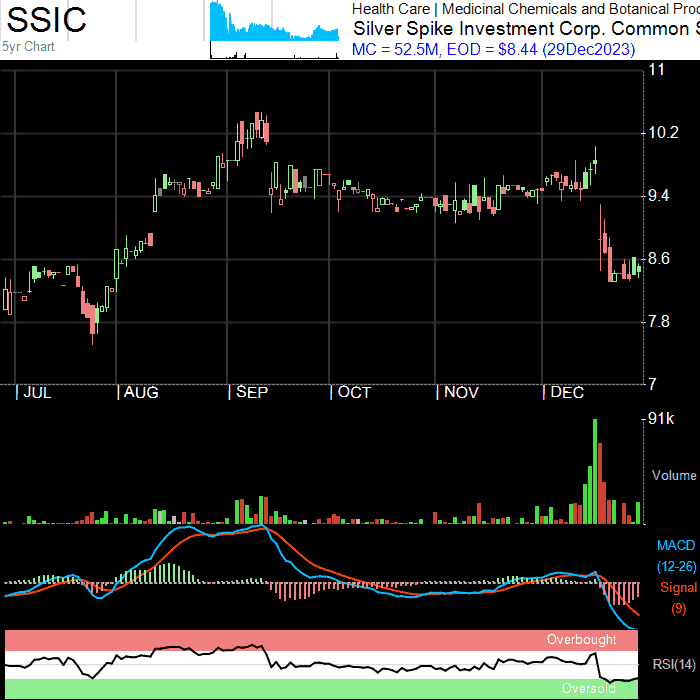 SSIC
5yr Chart
Health Care | Medicinal Chemicals and Botanical Prod
Silver Spike Investment Corp. Common S
MC = 52.5M, EOD = $8.44 (29Dec2023)
11
10.2
9.4
8.6
7.8
7
JUL AUG SEP OCT NOV DEC
91k
Volume
MACD
(12-26)
Signal
(9)
Overbought
RSI(14)
Oversold